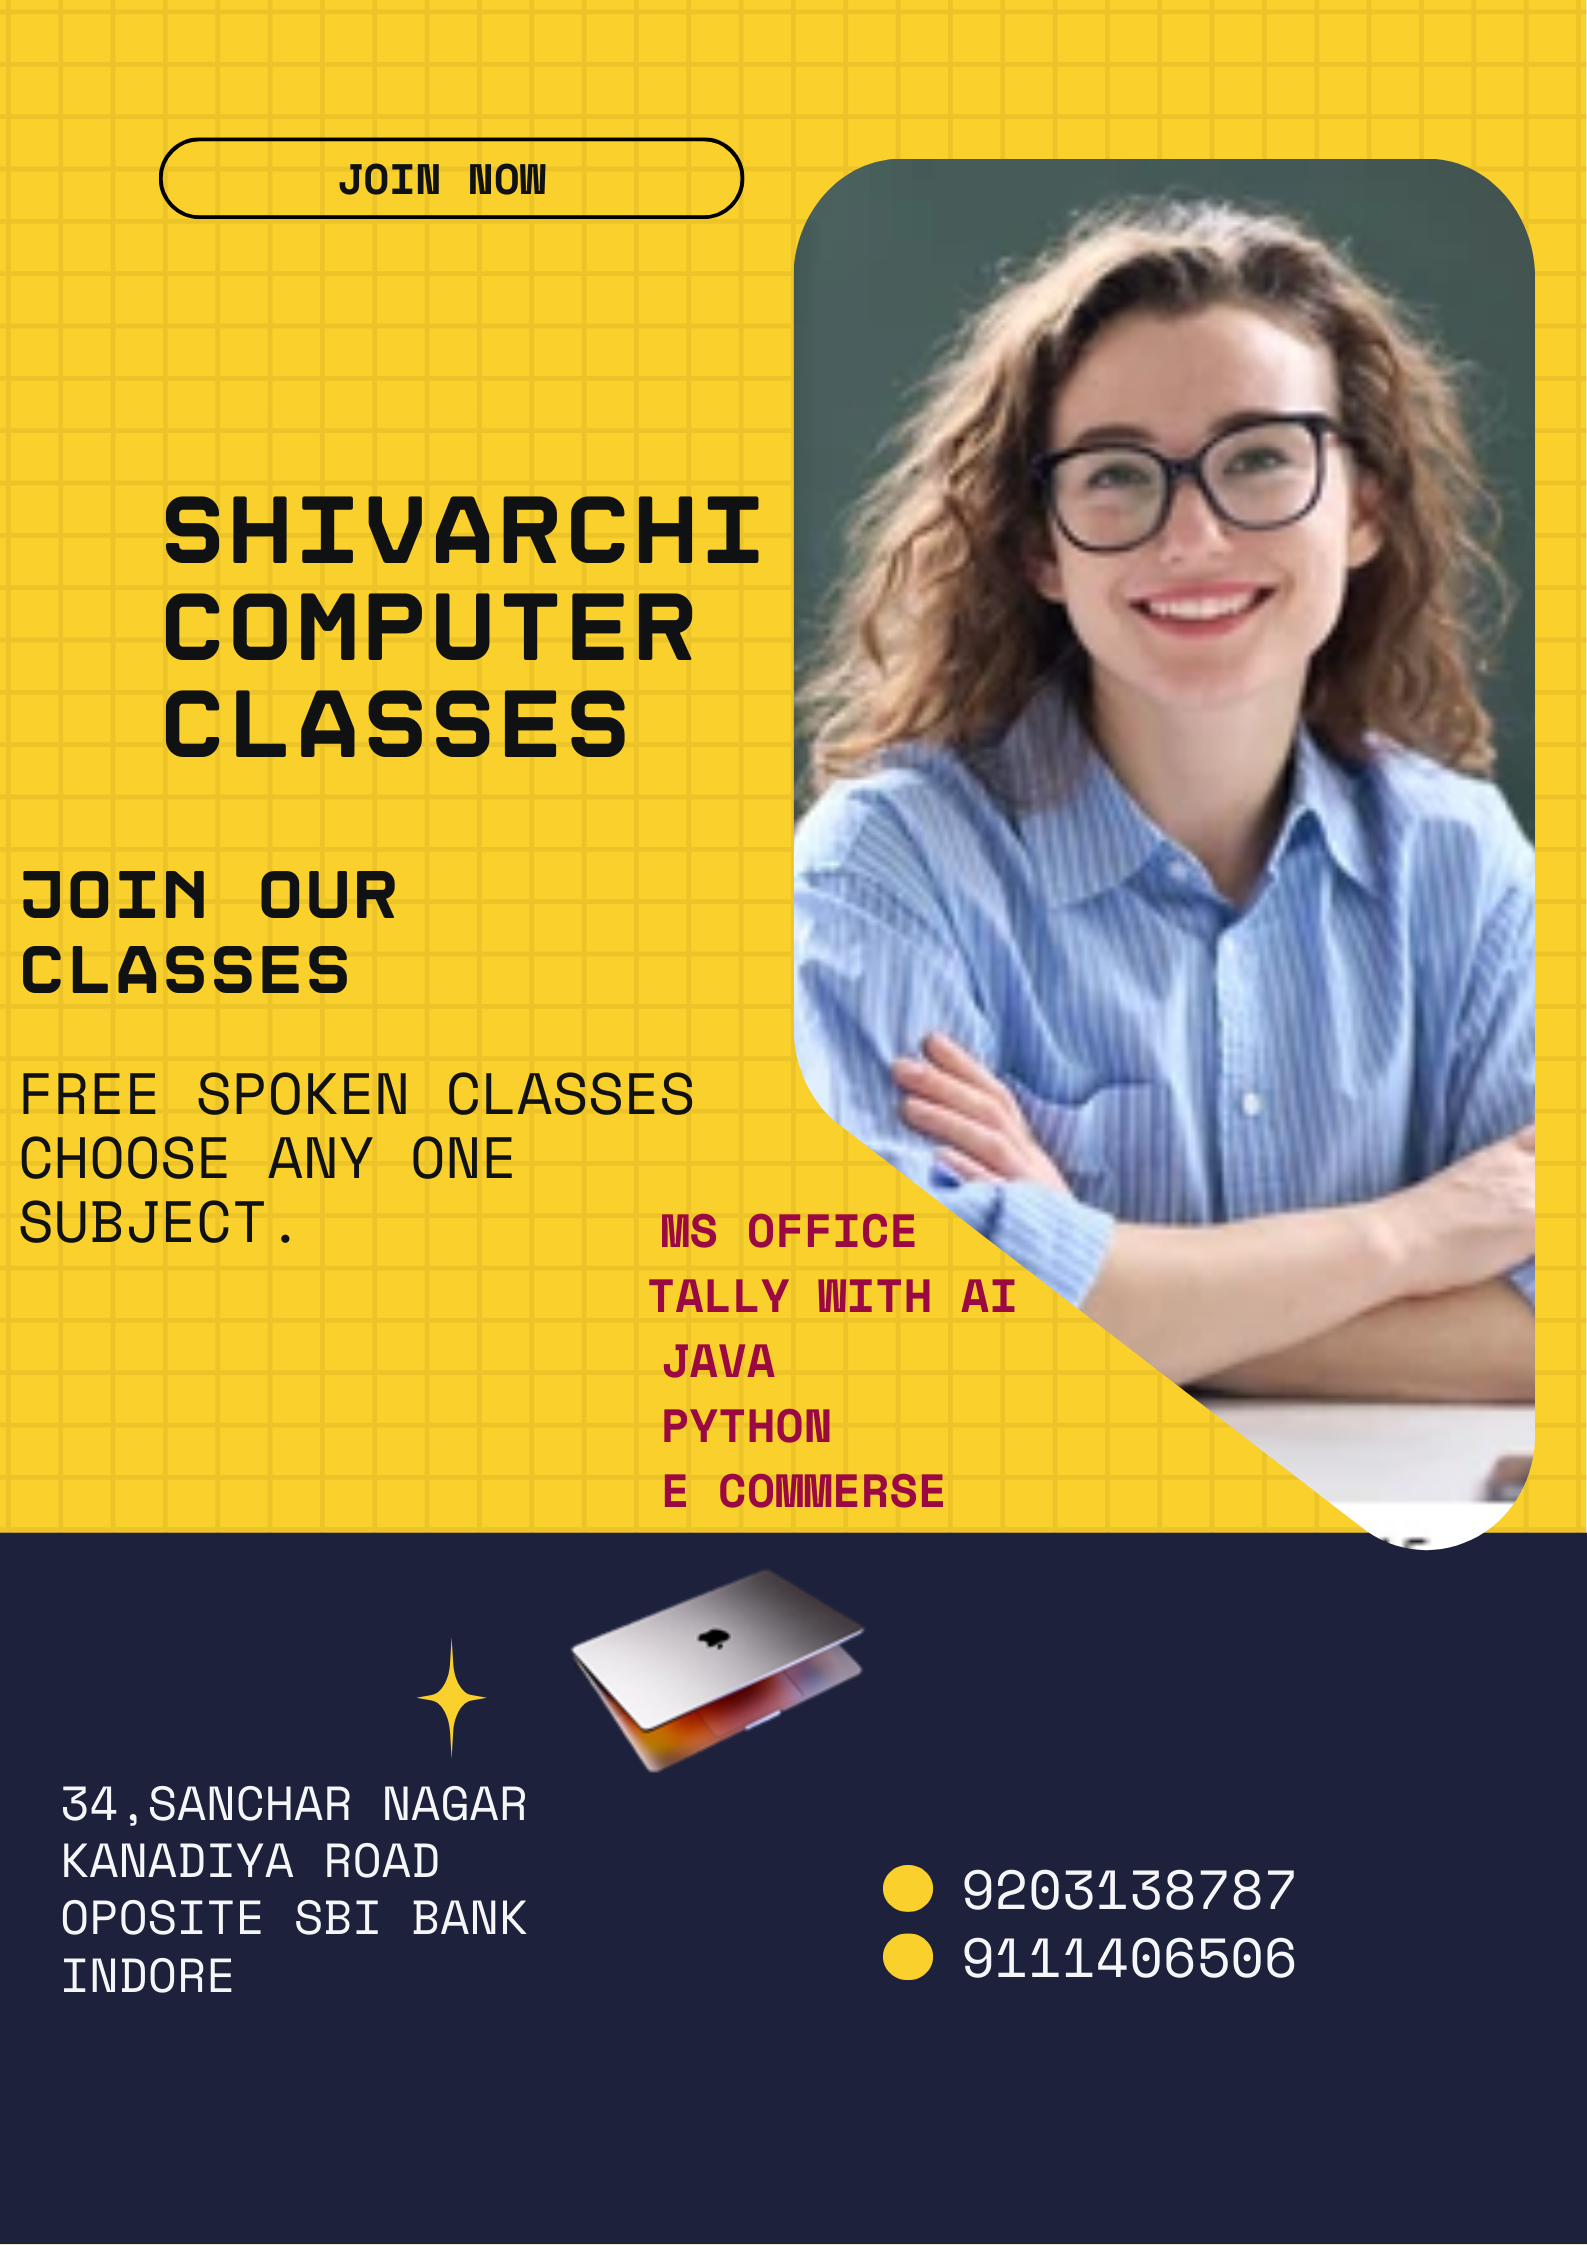 JOIN NOW
SHIVARCHI
COMPUTER
CLASSES
JOIN OUR
CLASSES
FREE SPOKEN CLASSES
CHOOSE ANY ONE
SUBJECT.
MS OFFICE
TALLY WITH AI
JAVA
PYTHON
E COMMERSE
34,SANCHAR NAGAR
KANADIYA ROAD
OPOSITE SBI BANK
INDORE
9203138787
9111406506